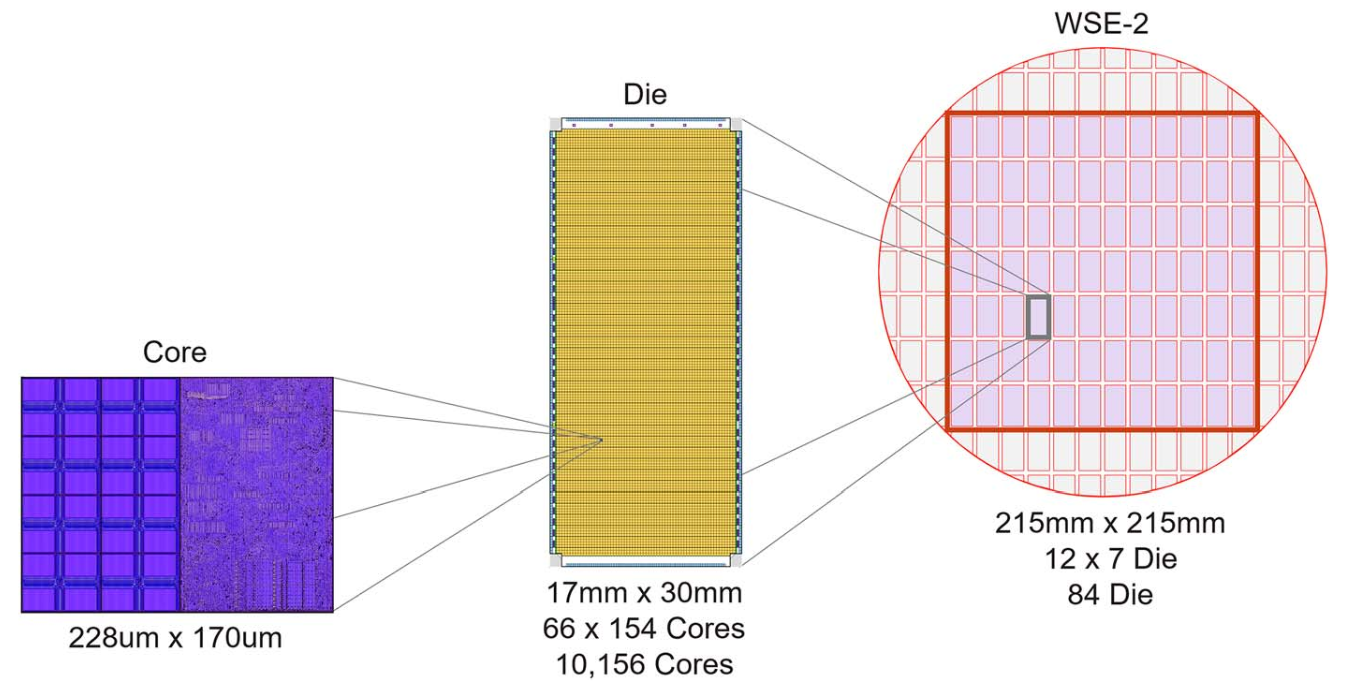 WSE-2
Die
Core
228um x 170um
17mm x 30mm
66 x 154 Cores
10,156 Cores
215mm x 215mm
12 x 7 Die
84 Die